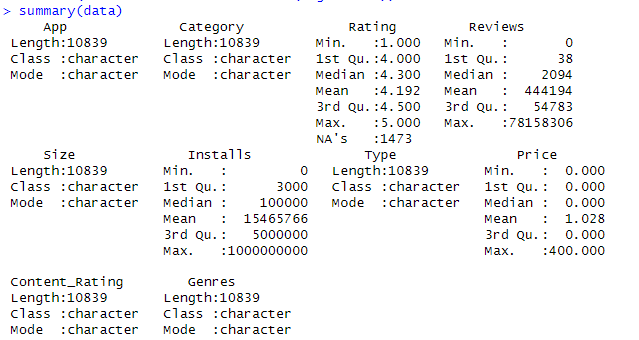 > summary(data)
     App              Category             Rating         Reviews        
 Length:10839       Length:10839       Min.   :1.000   Min.   :       0  
 Class :character   Class :character   1st Qu.:4.000   1st Qu.:      38  
 Mode  :character   Mode  :character   Median :4.300   Median :    2094  
                                       Mean   :4.192   Mean   :  444194  
                                       3rd Qu.:4.500   3rd Qu.:   54783  
                                       Max.   :5.000   Max.   :78158306  
                                       NA's   :1473                      
     Size              Installs             Type               Price        
 Length:10839       Min.   :         0   Length:10839       Min.   :  0.000  
 Class :character   1st Qu.:      3000   Class :character   1st Qu.:  0.000  
 Mode  :character   Median :    100000   Mode  :character   Median :  0.000  
                    Mean   :  15465766                      Mean   :  1.028  
                    3rd Qu.:   5000000                      3rd Qu.:  0.000  
                    Max.   :1000000000                      Max.   :400.000  
 Content_Rating        Genres         
 Length:10839       Length:10839      
 Class :character   Class :character  
 Mode  :character   Mode  :character